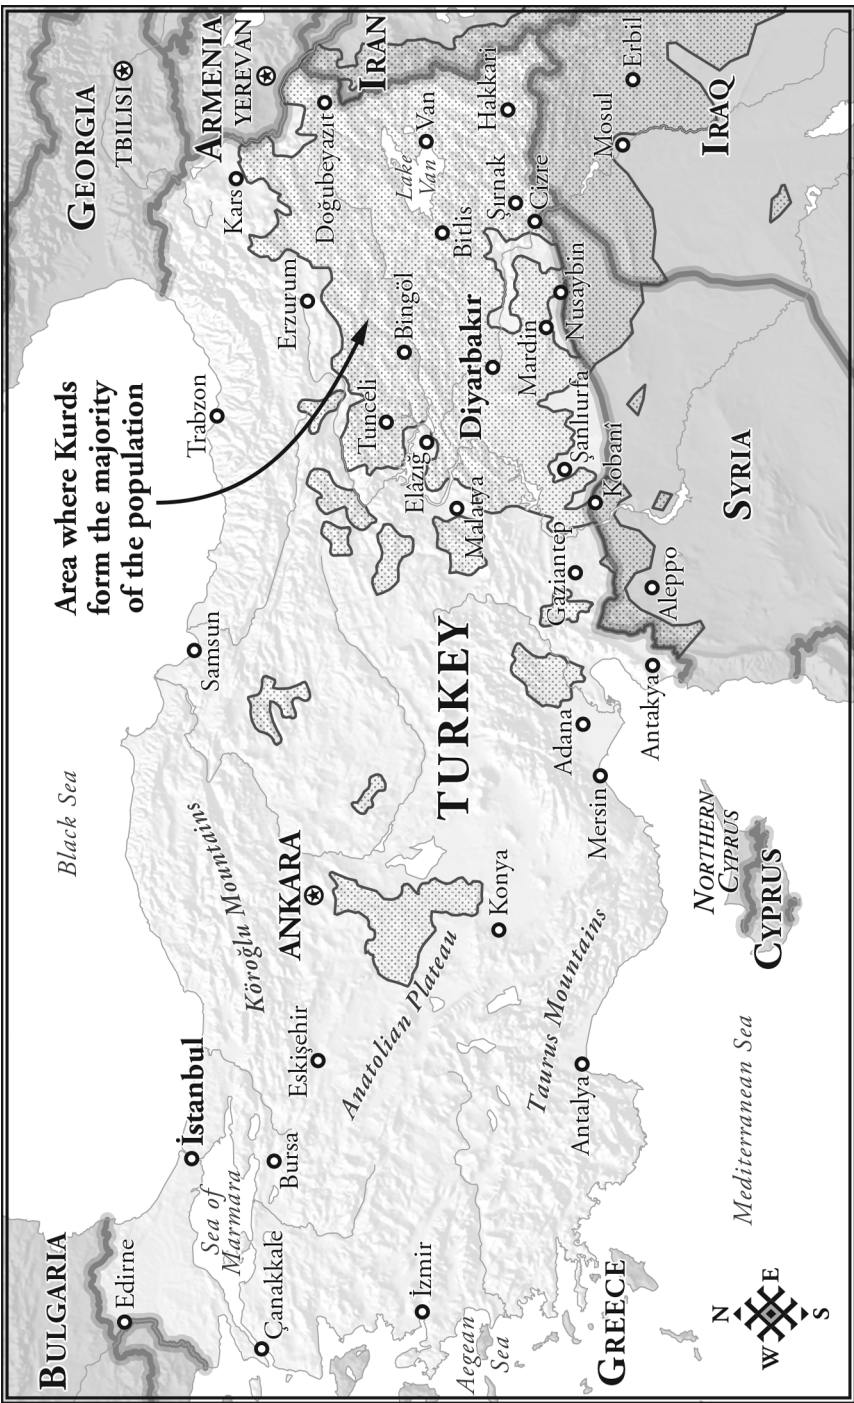 BULGARIA
Edirne
İstanbul
Sea of
Marmara
Çanakkale
Bursa
Eskişehir
İzmir
Aegean
Sea
GREECE
Black Sea
Köroğlu Mountains
ANKARA
Anatolian Plateau
Konya
Taurus Mountains
Antalya
Mediterranean Sea
N
W
E
S
NORTHERN
CYPRUS
CYPRUS
Samsun
TURKEY
Adana
Mersin
Antakya
Area where Kurds
form the majority
of the population
Trabzon
Erzurum
Kars
Tunceli
Bingöl
Elâzığ
Malatya
Diyarbakır
Gaziantep
Şanlıurfa
Mardin
Nusaybin
Kobanî
Aleppo
SYRIA
GEORGIA
TBILISI
ARMENIA
YEREVAN
IRAN
Doğubeyazıt
Lake
Van
Van
Bitlis
Hakkari
Şırnak
Cizre
Mosul
Erbil
IRAQ